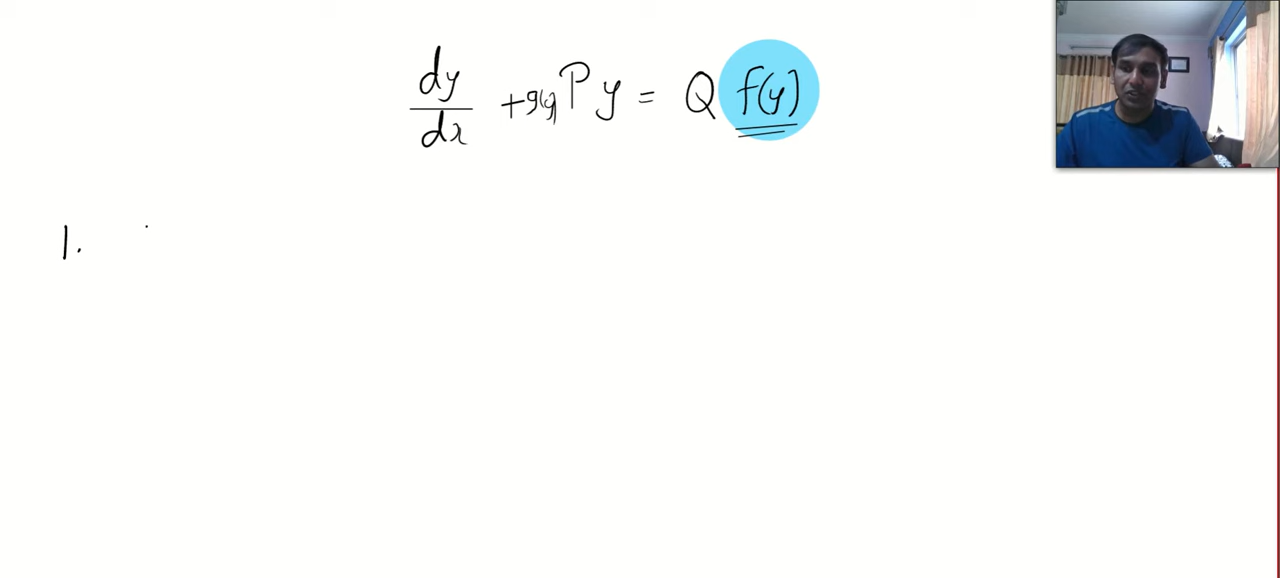 dy/dx + g(y) P y = Q f(y)
1.